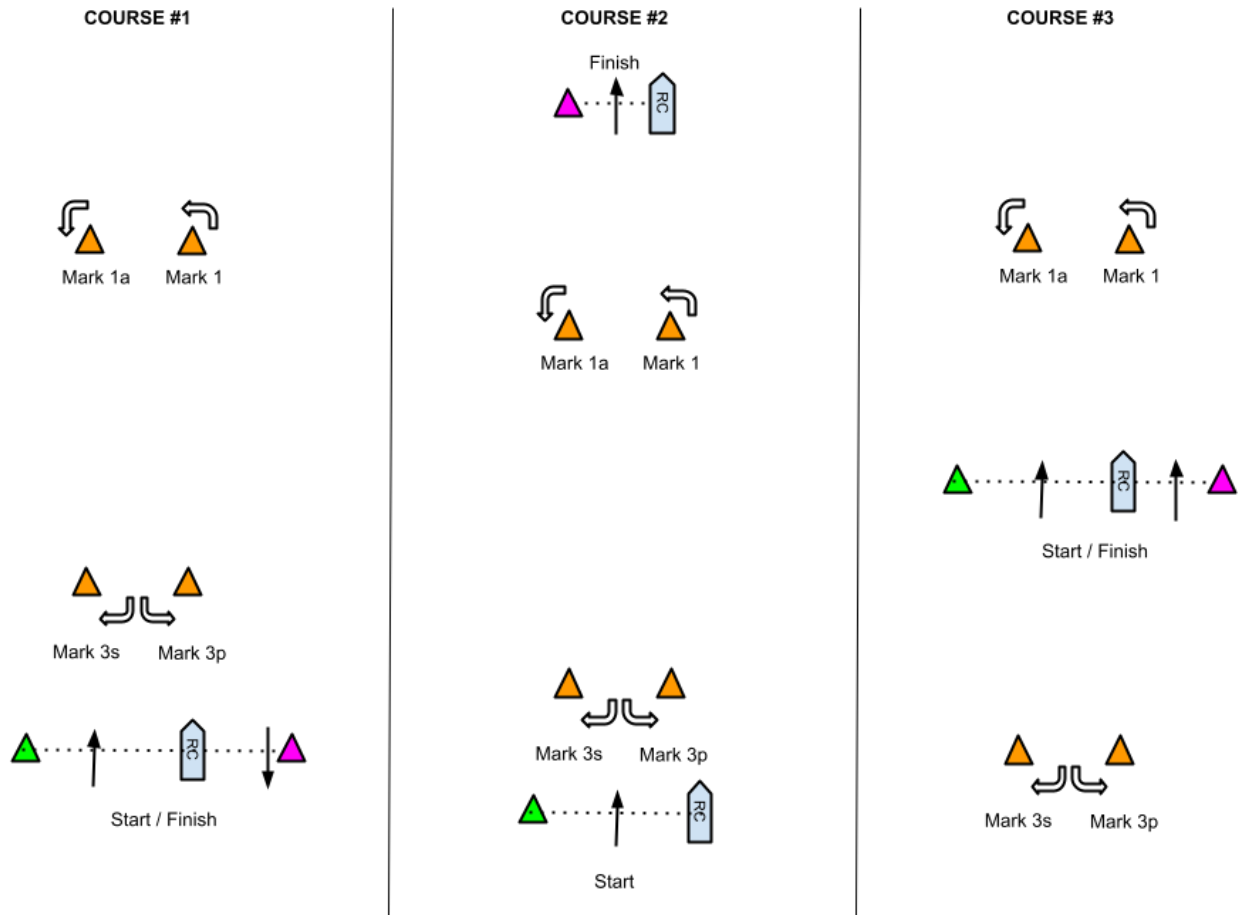 COURSE #1
Mark 1a
Mark 1
Mark 3s
Mark 3p
RC
Start / Finish
COURSE #2
Finish
RC
Mark 1a
Mark 1
Mark 3s
Mark 3p
RC
Start
COURSE #3
Mark 1a
Mark 1
RC
Start / Finish
Mark 3s
Mark 3p